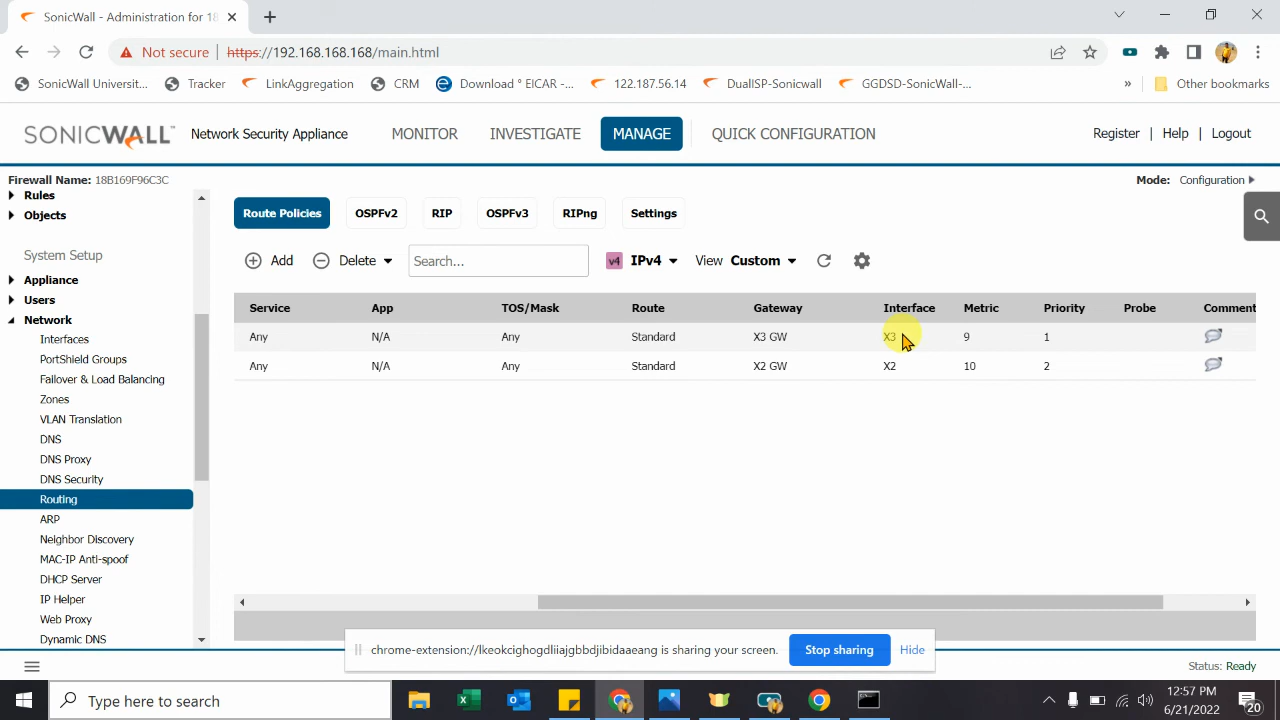 SonicWall - Administration for 18
Not secure
https://192.168.168.168/main.html
SonicWall Universit...
Tracker
LinkAggregation
CRM
Download ° EICAR -...
122.187.56.14
DualISP-Sonicwall
GGDSD-SonicWall-...
»
Other bookmarks
SONICWALL
Network Security Appliance
MONITOR
INVESTIGATE
MANAGE
QUICK CONFIGURATION
Register | Help | Logout
Firewall Name: 18B169F96C3C
Mode: Configuration
Rules
Objects
System Setup
Appliance
Users
Network
Interfaces
PortShield Groups
Failover & Load Balancing
Zones
VLAN Translation
DNS
DNS Proxy
DNS Security
Routing
ARP
Neighbor Discovery
MAC-IP Anti-spoof
DHCP Server
IP Helper
Web Proxy
Dynamic DNS
Route Policies
OSPFv2
RIP
OSPFv3
RIPng
Settings
Add
Delete
Search...
v4 IPv4
View Custom
Service App TOS/Mask Route Gateway Interface Metric Priority Probe Comment
Any N/A Any Standard X3 GW X3 9 1
Any N/A Any Standard X2 GW X2 10 2
chrome-extension://lkeokcighogdliiajgbbdjibidaaeang is sharing your screen.
Stop sharing
Hide
Status: Ready
Type here to search
12:57 PM
6/21/2022
20